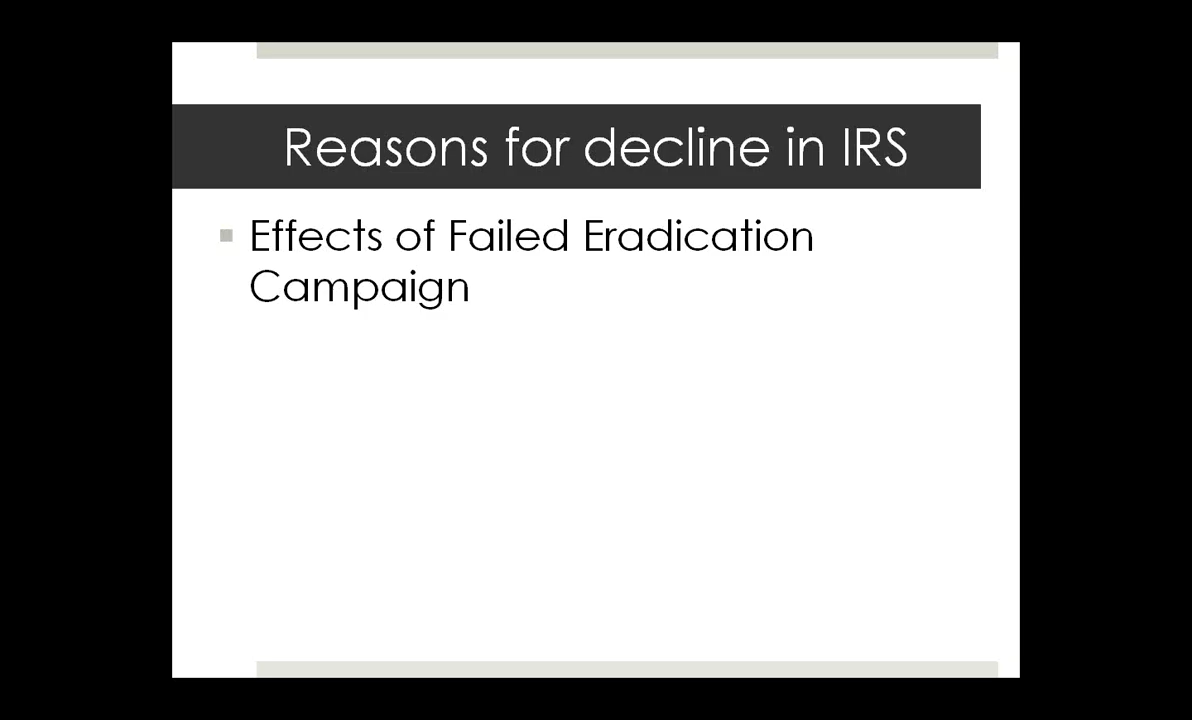 Reasons for decline in IRS
Effects of Failed Eradication
Campaign